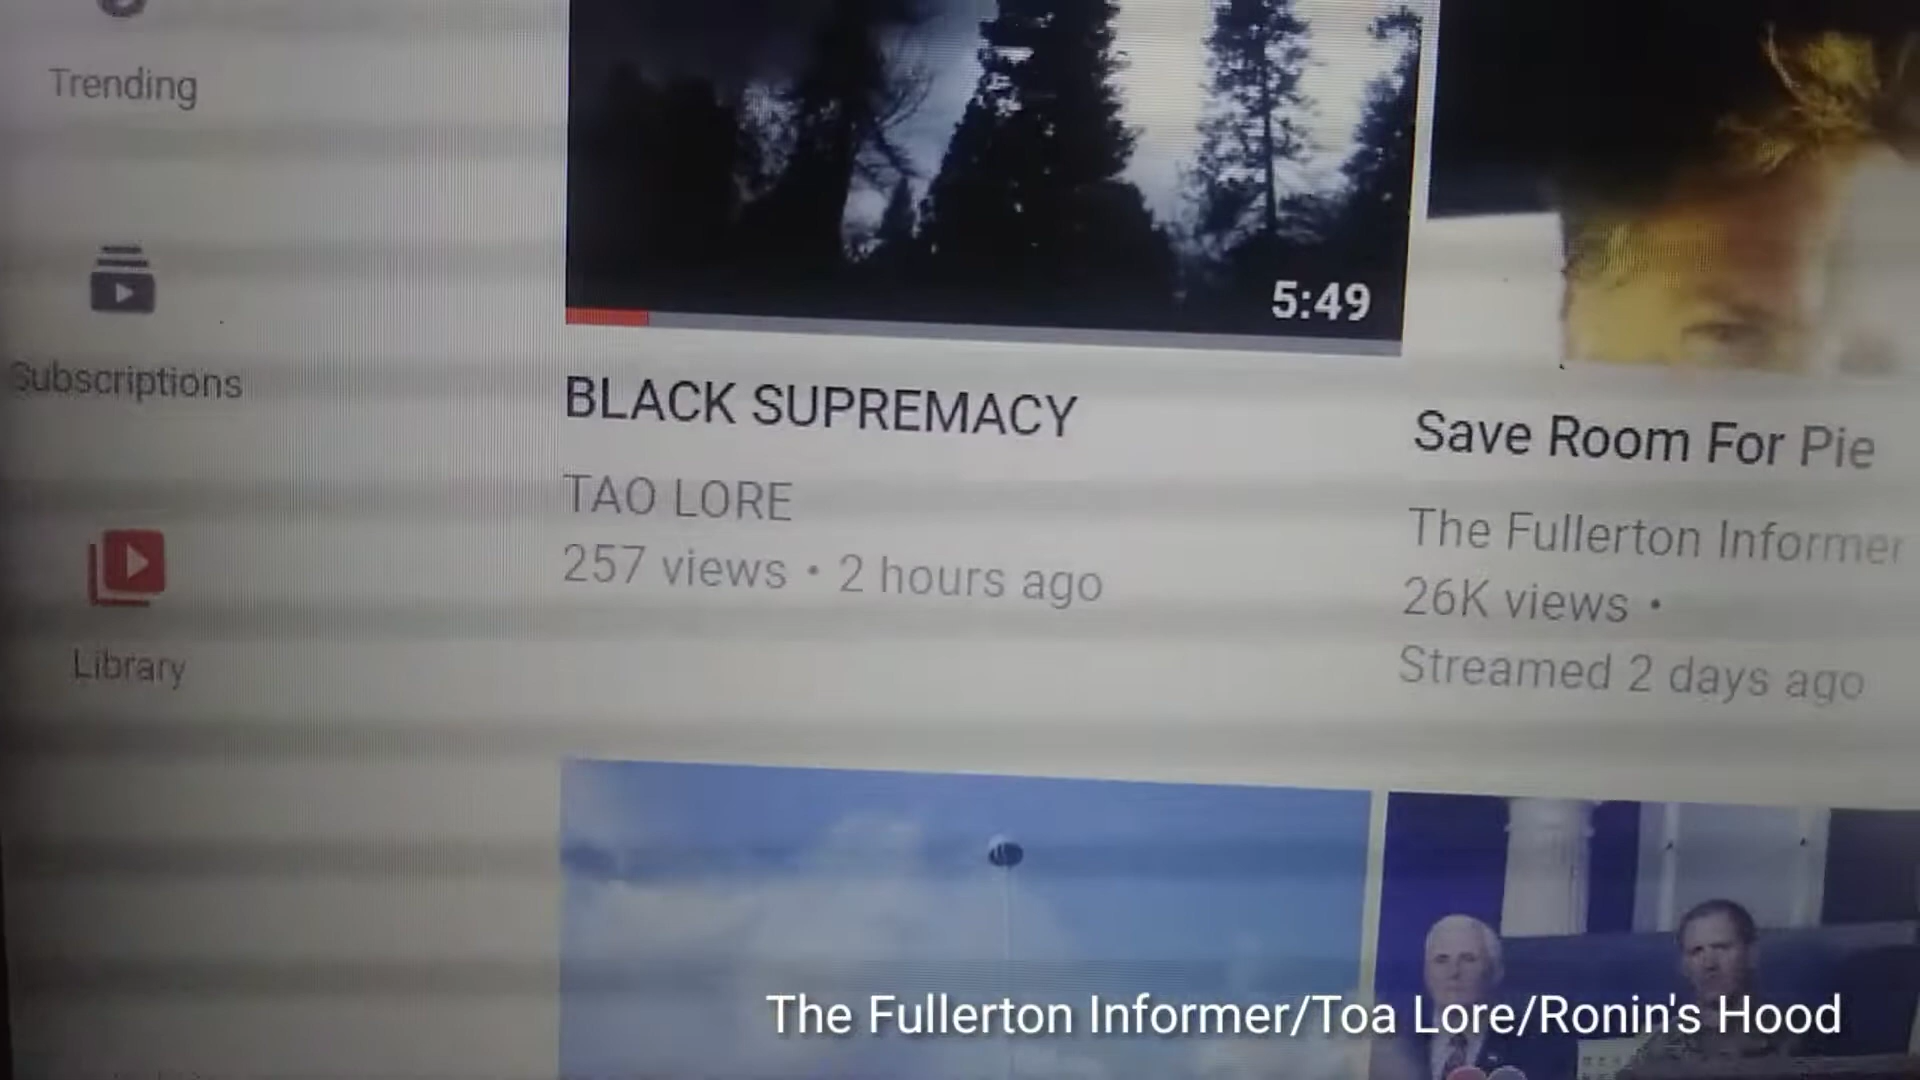 Trending
Subscriptions
Library
5:49
BLACK SUPREMACY
TAO LORE
257 views • 2 hours ago
Save Room For Pie
The Fullerton Informer
26K views •
Streamed 2 days ago
The Fullerton Informer/Toa Lore/Ronin's Hood